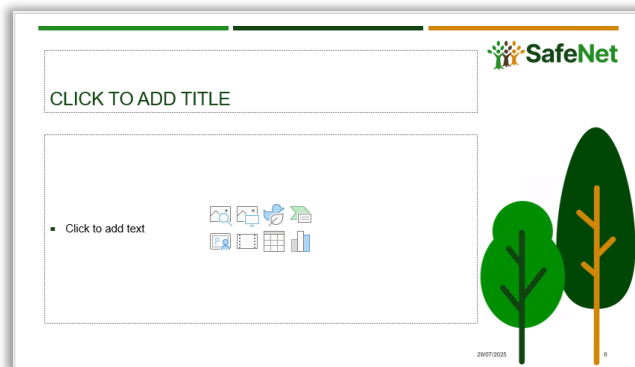 SafeNet
CLICK TO ADD TITLE
▪ Click to add text
28/07/2025
6